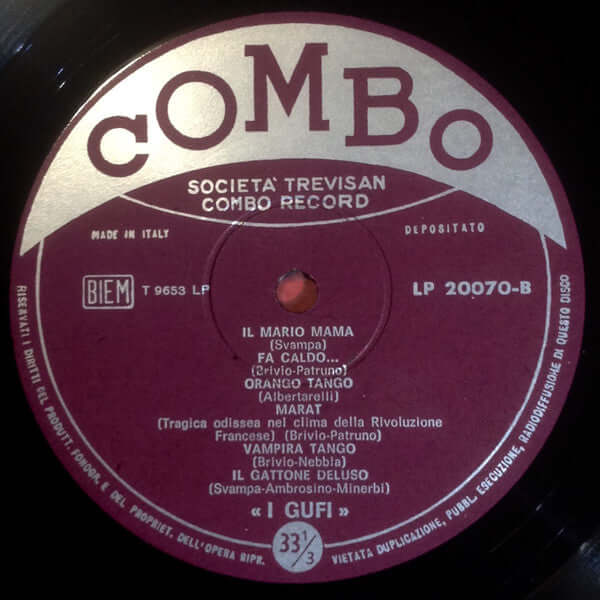 COMBO
SOCIETÀ TREVISAN
COMBO RECORD
MADE IN ITALY
DEPOSITATO
BIEM
T 9653 LP
LP 20070-B
IL MARIO MAMA
(Svampa)
FA CALDO...
(Brivio-Patruno)
ORANGO TANGO
(Albertarelli)
MARAT
(Tragica odissea nel clima della Rivoluzione
Francese) (Brivio-Patruno)
VAMPIRA TANGO
(Brivio-Nebbia)
IL GATTONE DELUSO
(Svampa-Ambrosino-Minerbi)
« I GUFI »
33 1/3
RISERVATI I DIRITTI DEL PRODUTT. FONOGR. E DEL PROPRIET. DELL'OPERA RIPR.
VIETATA DUPLICAZIONE, PUBBL. ESECUZIONE, RADIODIFFUSIONE DI QUESTO DISCO